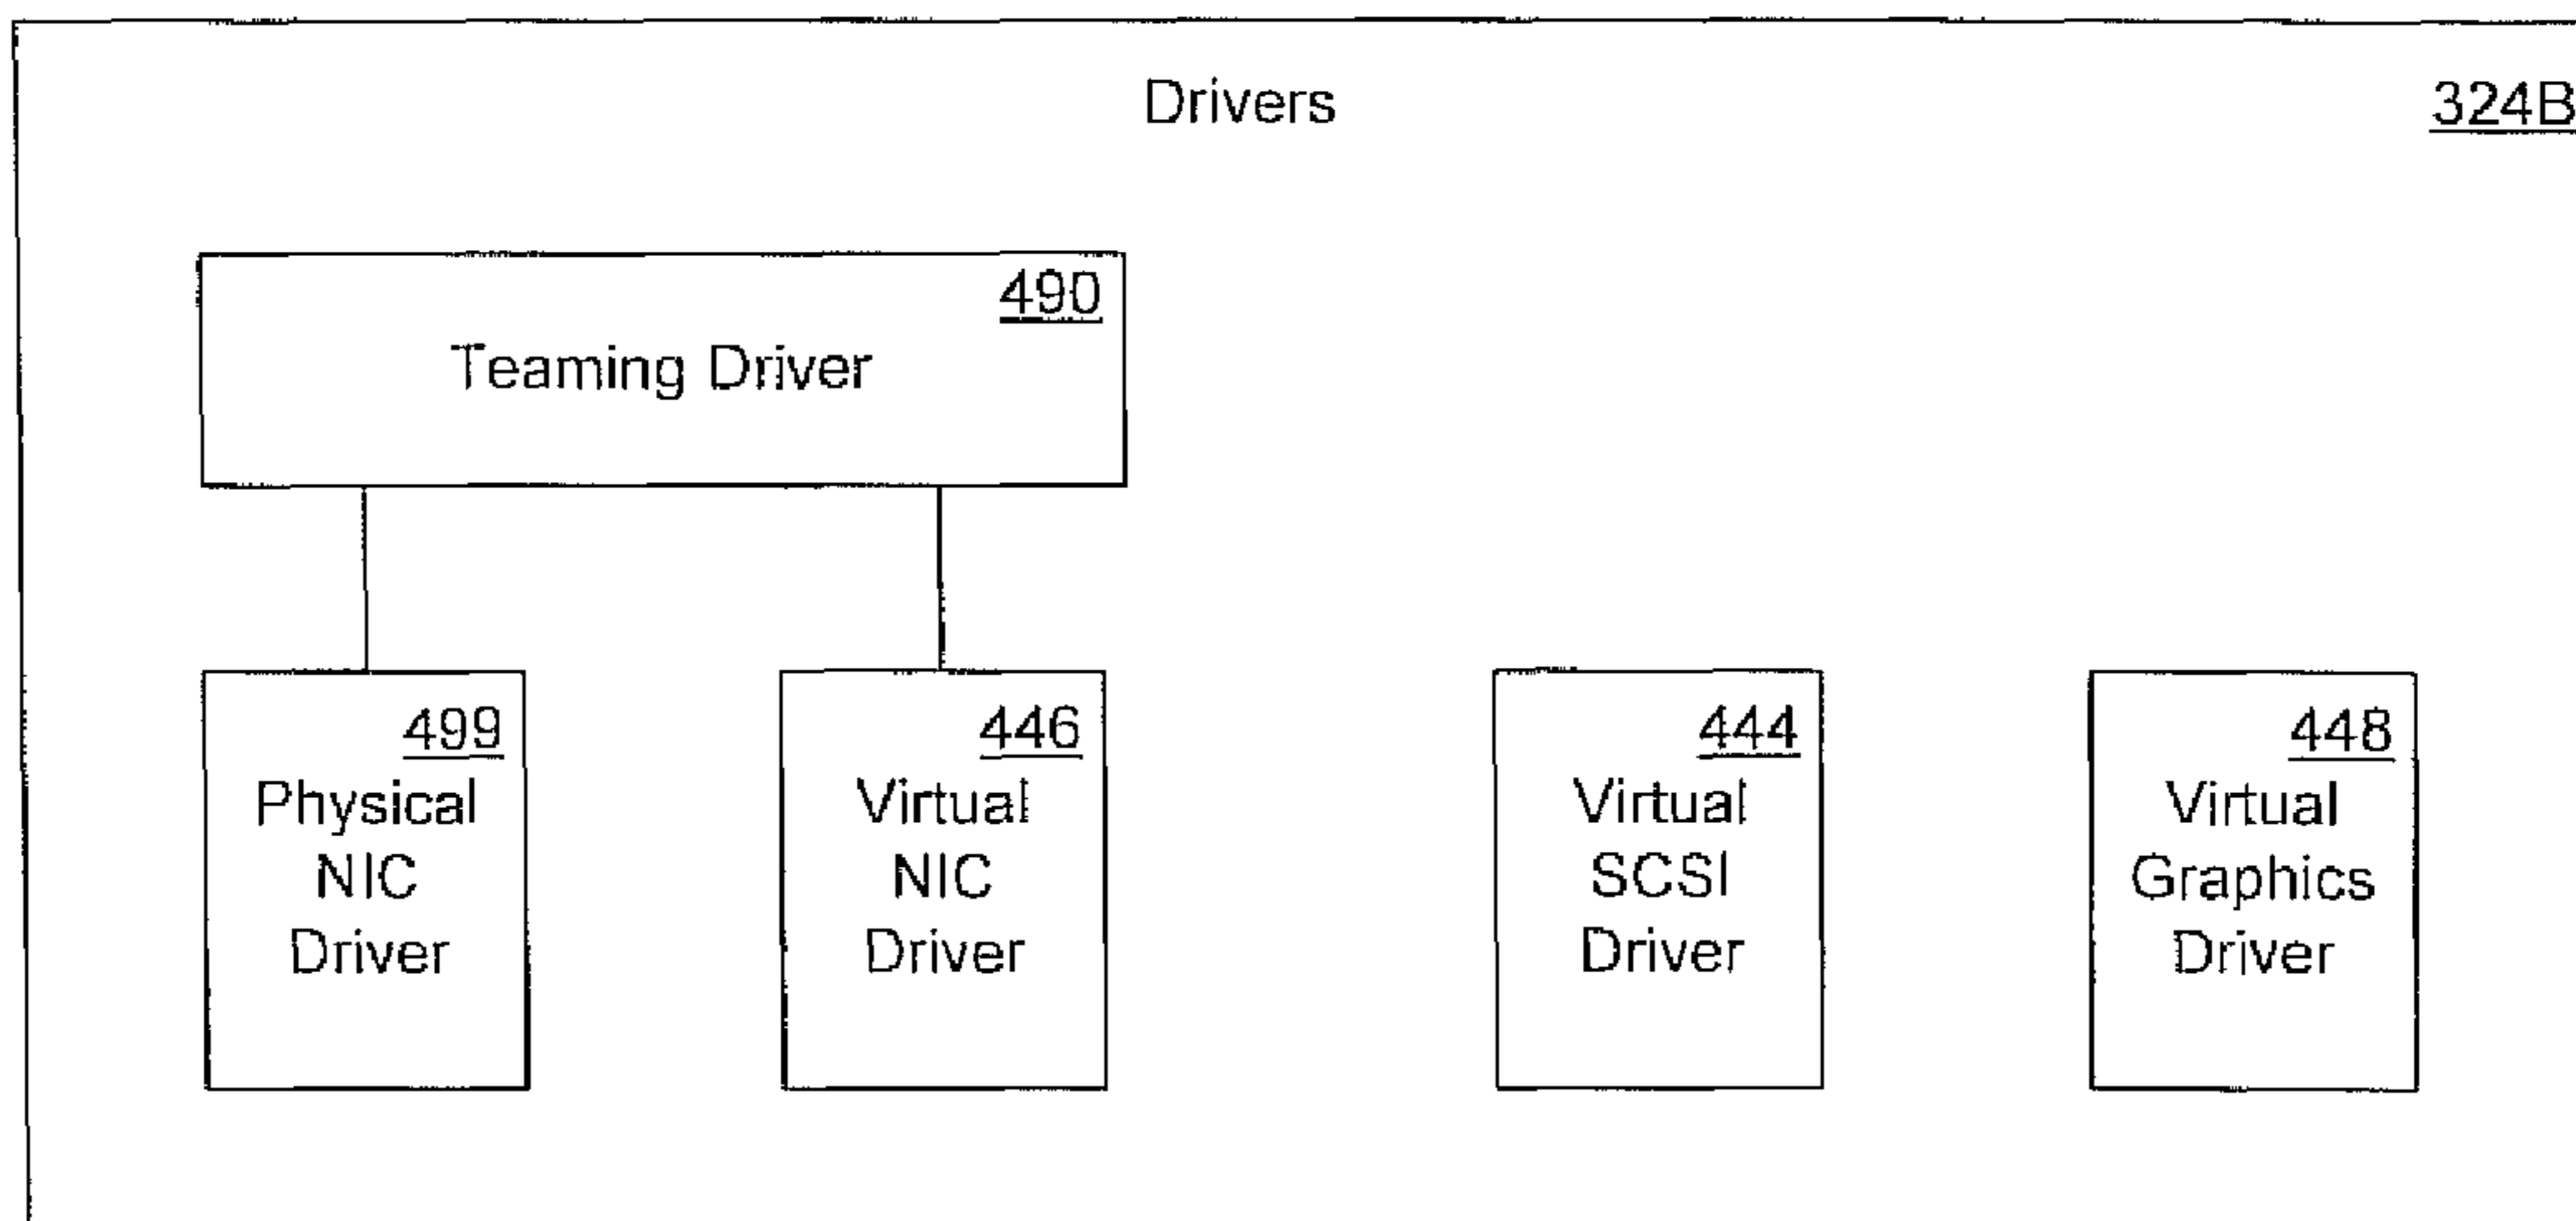 Drivers
324B
490
Teaming Driver
499
Physical
NIC
Driver
446
Virtual
NIC
Driver
444
Virtual
SCSI
Driver
448
Virtual
Graphics
Driver